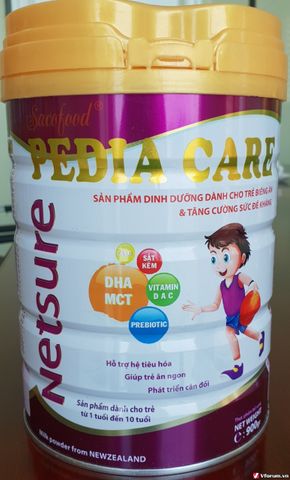 Sacofood®
PEDIA CARE
SẢN PHẨM DINH DƯỠNG DÀNH CHO TRẺ BIẾNG ĂN
& TĂNG CƯỜNG SỨC ĐỀ KHÁNG
Netsure
SẮT
KẼM
DHA
MCT
VITAMIN
D A C
PREBIOTIC
Hỗ trợ hệ tiêu hóa
Giúp trẻ ăn ngon
Phát triển cân đối
Sản phẩm dành cho trẻ
từ 1 tuổi đến 10 tuổi
NET WEIGHT
e: 900g
Milk powder from NEWZEALAND
Vforum.vn